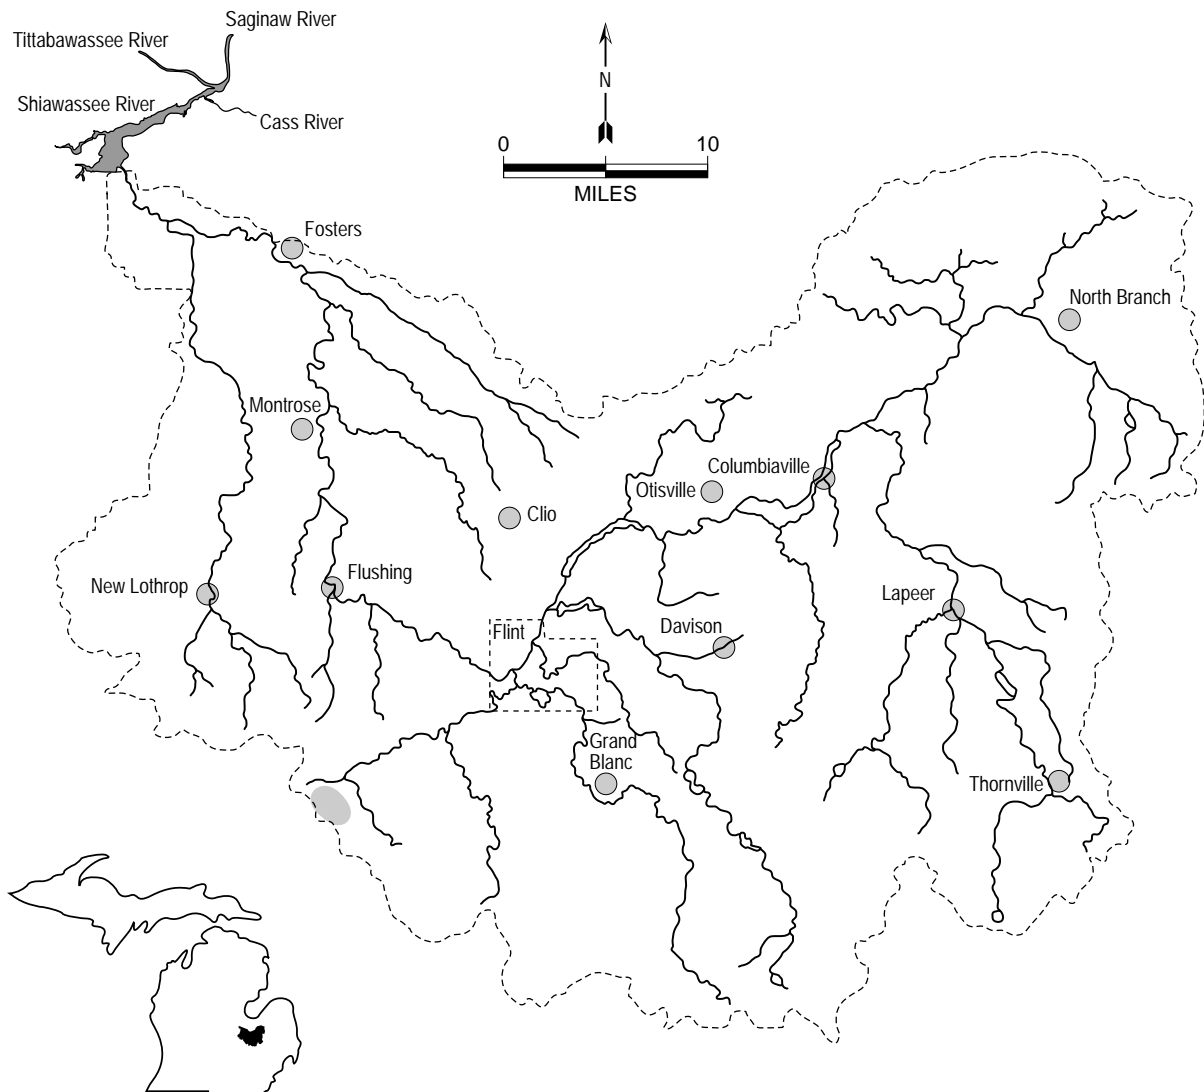 Saginaw River
Tittabawassee River
Shiawassee River
Cass River
N
0 10
MILES
Fosters
North Branch
Montrose
Columbiaville
Otisville
Clio
New Lothrop
Flushing
Lapeer
Flint
Davison
Grand
Blanc
Thornville